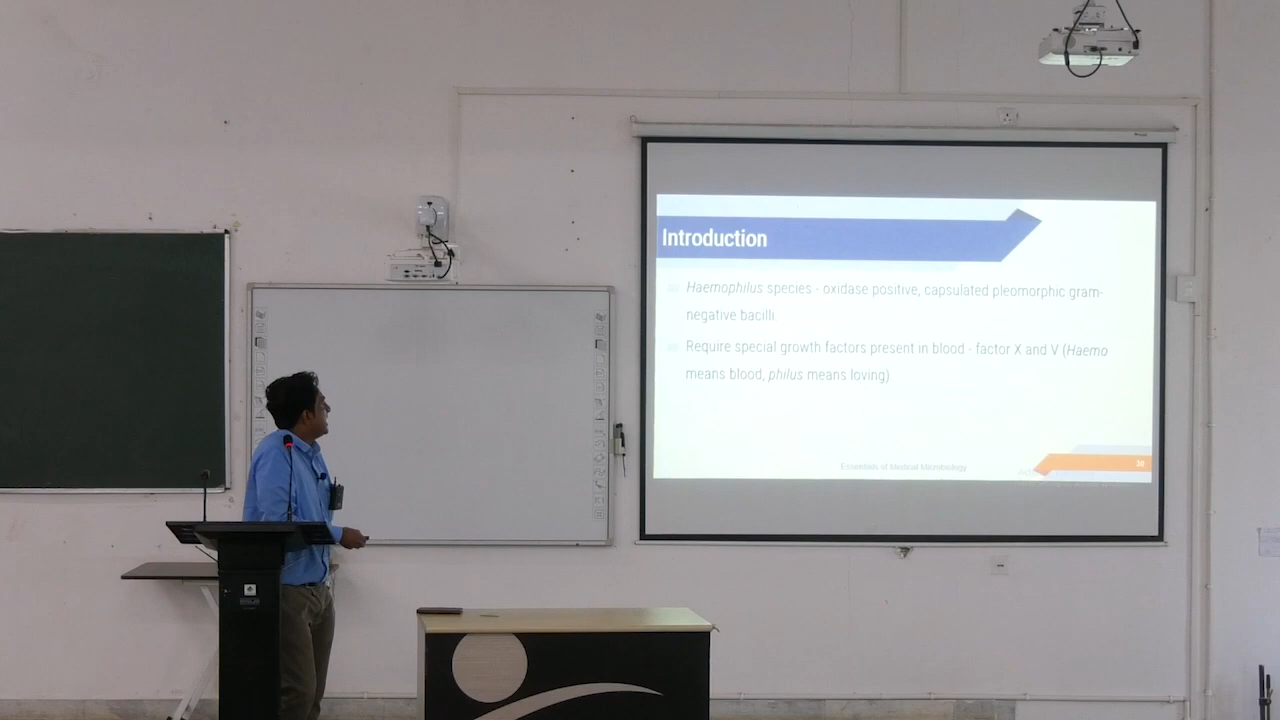 Introduction
Haemophilus species - oxidase positive, capsulated pleomorphic gram-
negative bacilli.
Require special growth factors present in blood - factor X and V (Haemo
means blood, philus means loving)
Essentials of Medical Microbiology